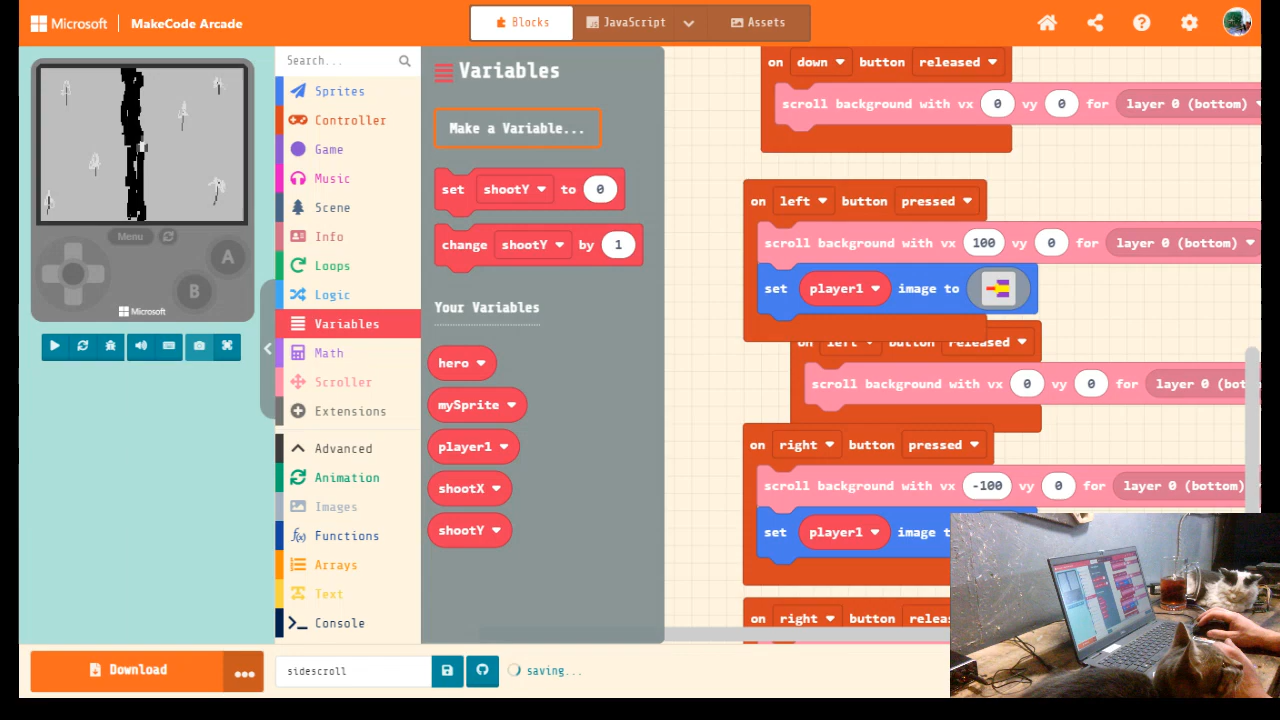 Microsoft MakeCode Arcade
Blocks JavaScript Assets
Menu
A
B
Microsoft
Search...
Sprites
Controller
Game
Music
Scene
Info
Loops
Logic
Variables
Math
Scroller
Extensions
Advanced
Animation
Images
Functions
Arrays
Text
Console
Variables
Make a Variable...
set shootY to 0
change shootY by 1
Your Variables
hero
mySprite
player1
shootX
shootY
on down button released
scroll background with vx 0 vy 0 for layer 0 (bottom)
on left button pressed
scroll background with vx 100 vy 0 for layer 0 (bottom)
set player1 image to
on left button released
scroll background with vx 0 vy 0 for layer 0 (bot
on right button pressed
scroll background with vx -100 vy 0 for layer 0 (bottom)
set player1 image t
on right button relea
Download
sidescroll
saving...